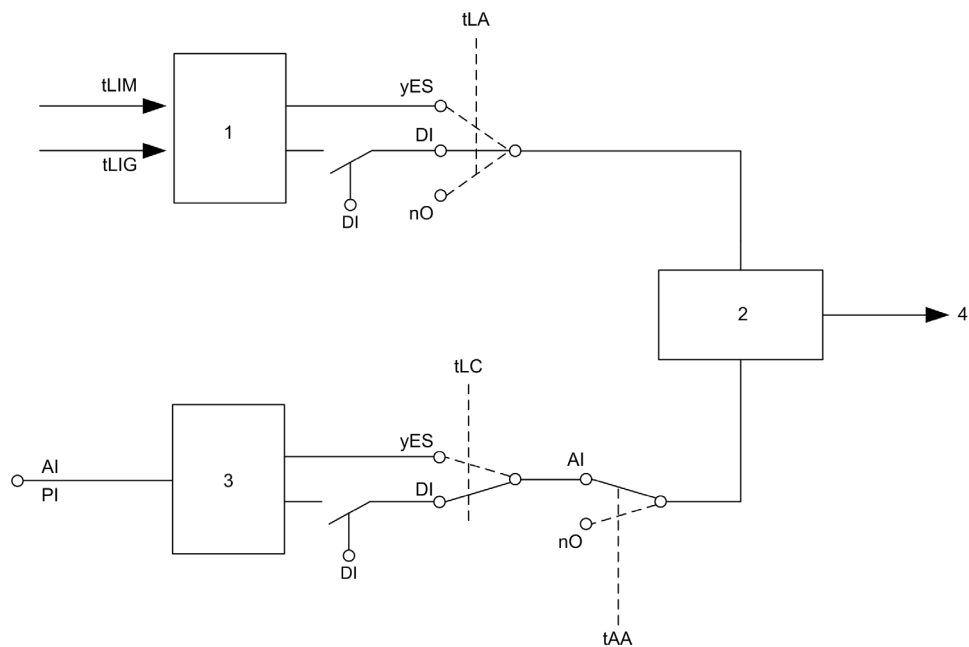 tLA
tLIM
yES
1
DI
tLIG
DI
nO
2
4
tLC
yES
AI
AI
3
DI
PI
nO
DI
tAA